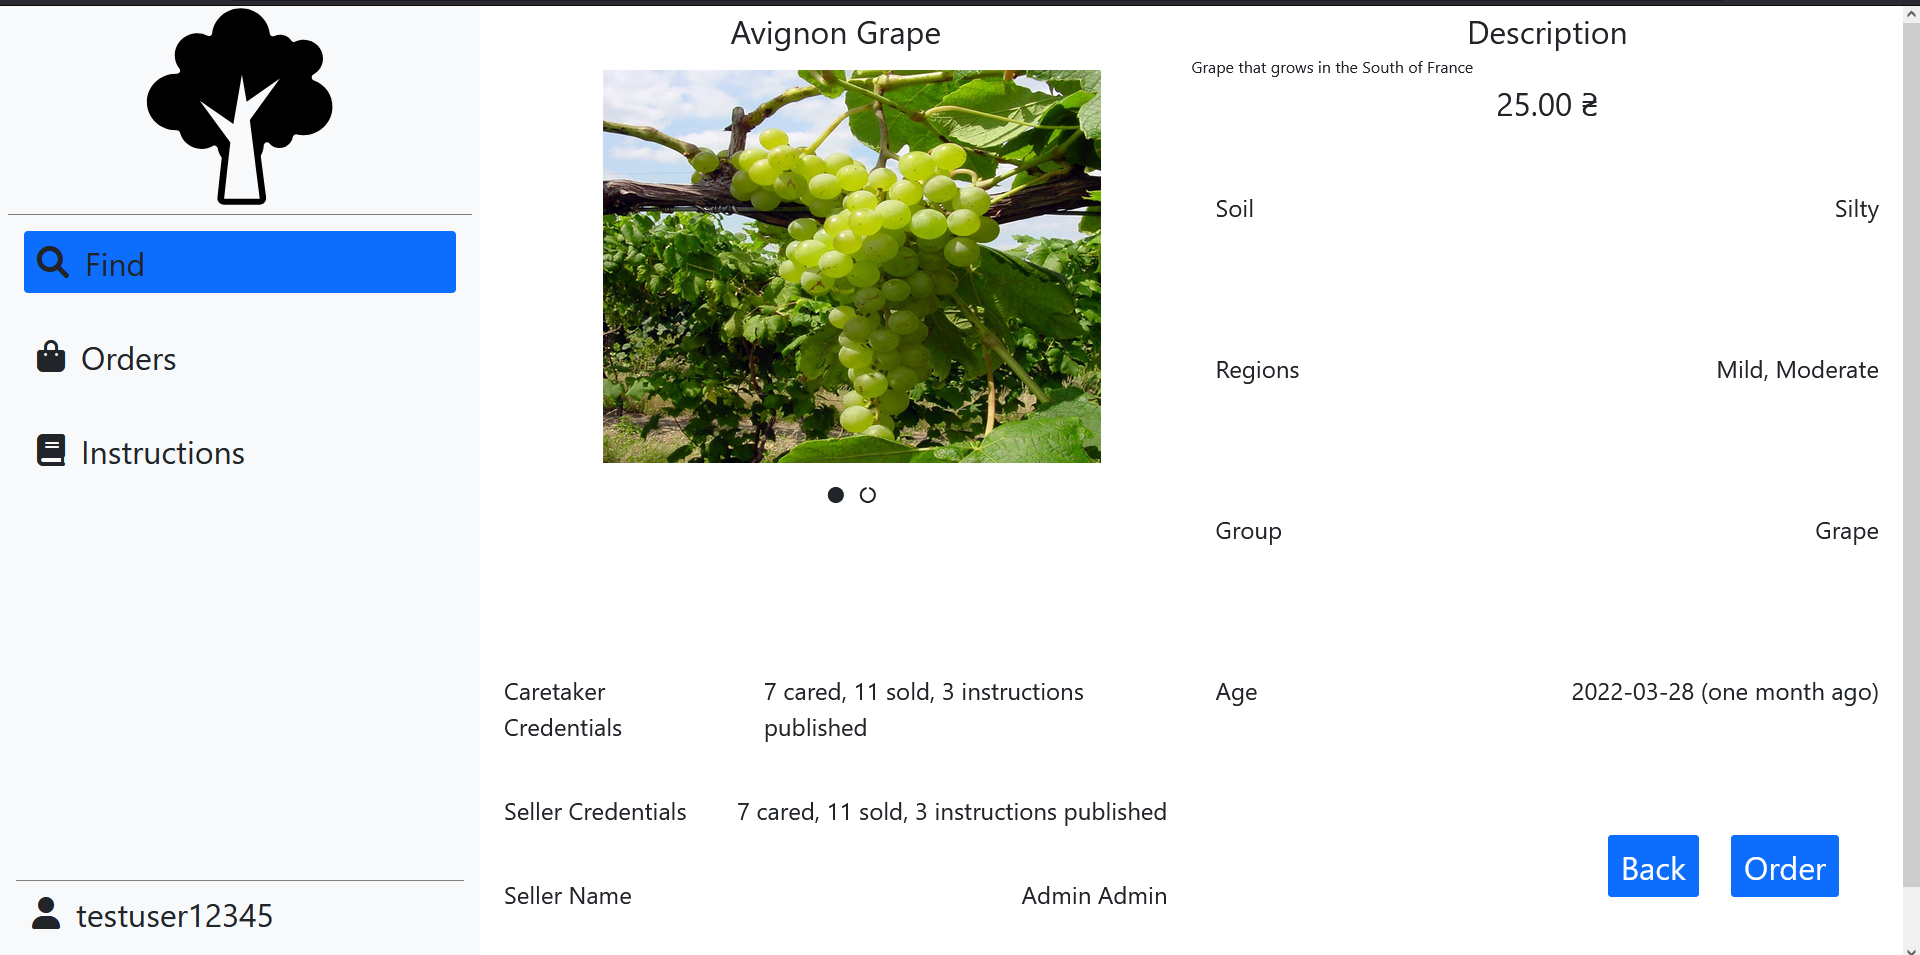 Find
Orders
Instructions
testuser12345
Avignon Grape
Caretaker Credentials
7 cared, 11 sold, 3 instructions published
Seller Credentials
7 cared, 11 sold, 3 instructions published
Seller Name
Admin Admin
Description
Grape that grows in the South of France
25.00 ₴
Soil
Silty
Regions
Mild, Moderate
Group
Grape
Age
2022-03-28 (one month ago)
Back
Order